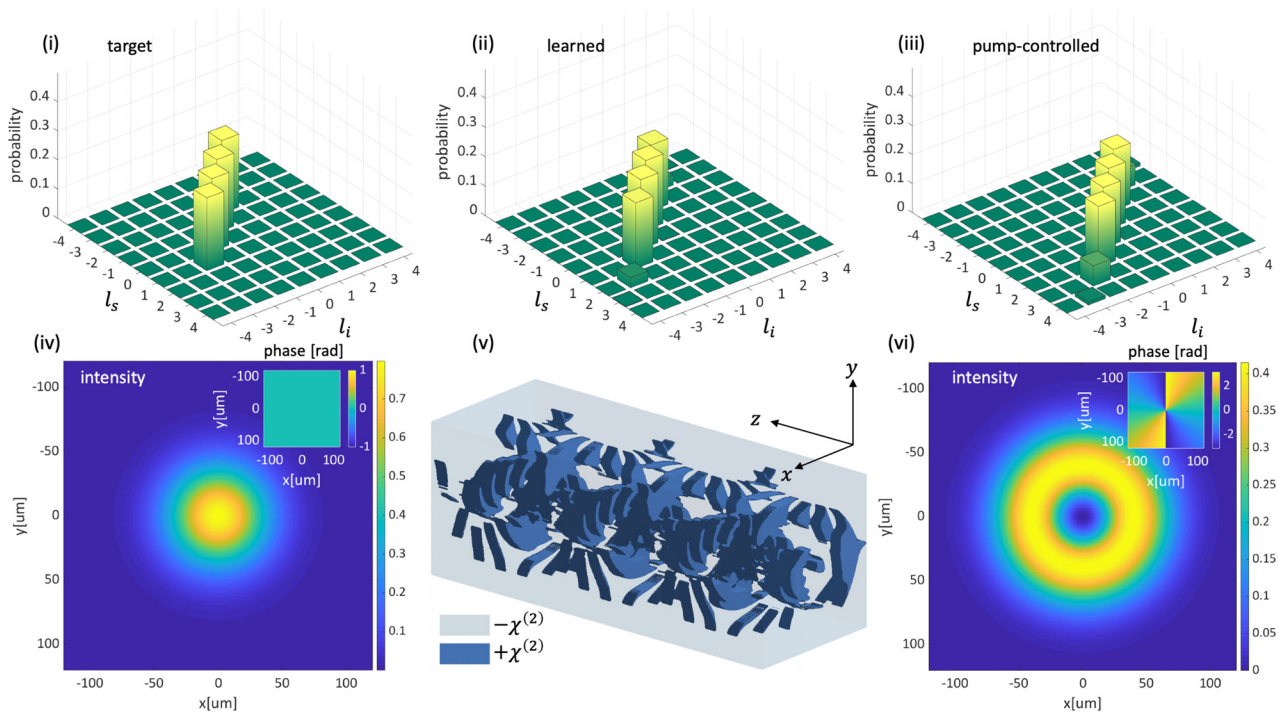 (i) target
probability
0.4
0.3
0.2
0.1
0
-4
-3
-2
-1
0
1
2
3
4
l_s
-4
-3
-2
-1
0
1
2
3
4
l_i
(ii) learned
probability
0.4
0.3
0.2
0.1
0
-4
-3
-2
-1
0
1
2
3
4
l_s
-4
-3
-2
-1
0
1
2
3
4
l_i
(iii) pump-controlled
probability
0.4
0.3
0.2
0.1
0
-4
-3
-2
-1
0
1
2
3
4
l_s
-4
-3
-2
-1
0
1
2
3
4
l_i
(iv)
intensity
phase [rad]
-100
0
100
y[um]
-100 0 100
x[um]
1
0
-1
-100
-50
0
50
100
y[um]
-100 -50 0 50 100
x[um]
0.7
0.6
0.5
0.4
0.3
0.2
0.1
(v)
y
z
x
−χ⁽²⁾
+χ⁽²⁾
(vi)
intensity
phase [rad]
-100
0
100
y[um]
-100 0 100
x[um]
2
0
-2
-100
-50
0
50
100
y[um]
-100 -50 0 50 100
x[um]
0.4
0.35
0.3
0.25
0.2
0.15
0.1
0.05
0